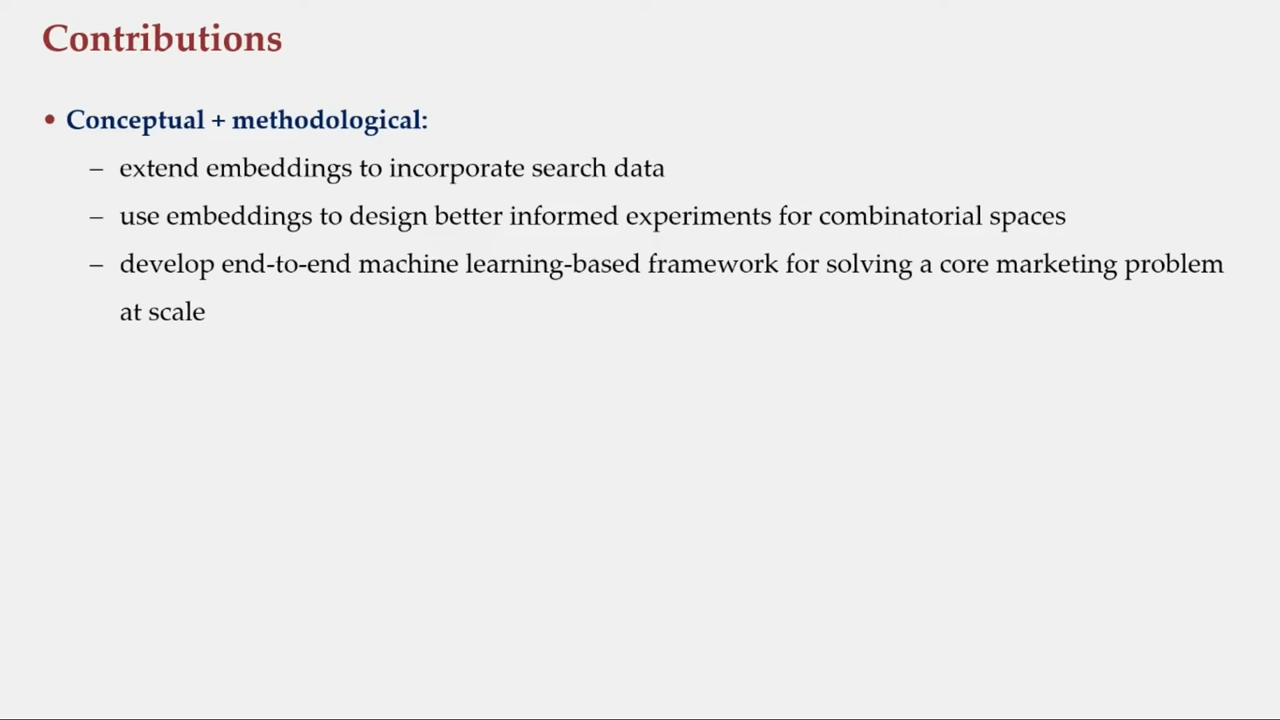 Contributions
• Conceptual + methodological:
– extend embeddings to incorporate search data
– use embeddings to design better informed experiments for combinatorial spaces
– develop end-to-end machine learning-based framework for solving a core marketing problem
at scale